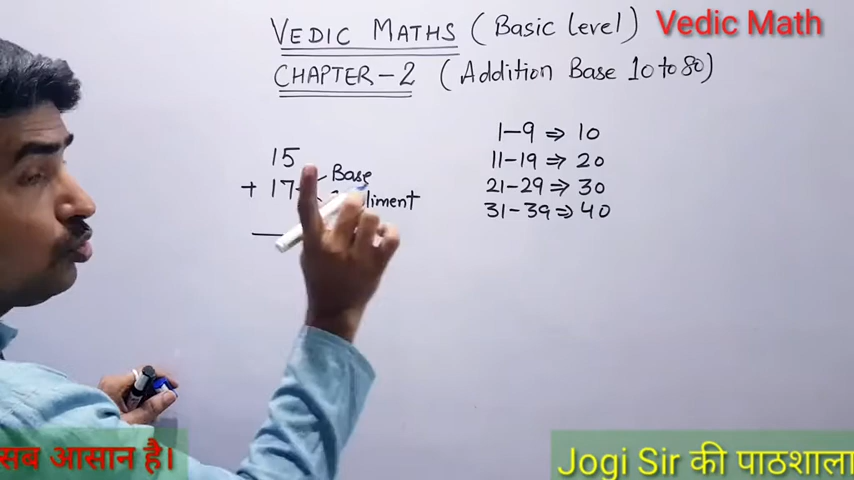 VEDIC MATHS (Basic Level)
Vedic Math
CHAPTER-2 (Addition Base 10 to 80)
15
+ 17
Base
1-9 ⇒ 10
11-19 ⇒ 20
21-29 ⇒ 30
31-39 ⇒ 40
सब आसान है।
Jogi Sir की पाठशाला